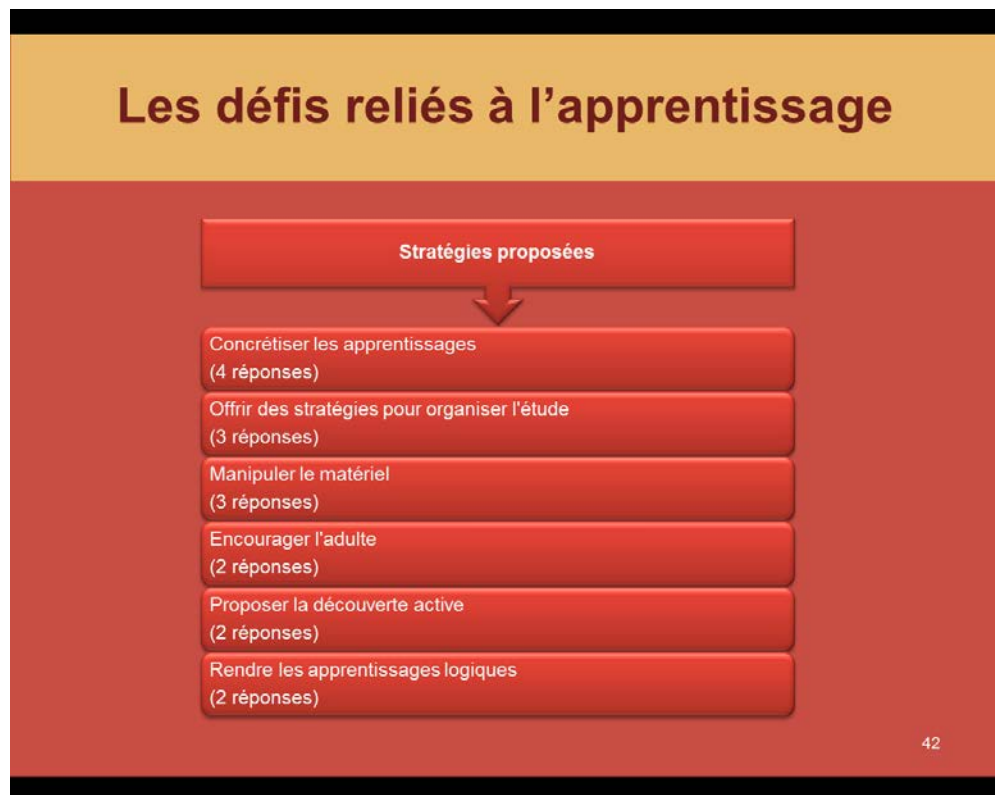 Les défis reliés à l’apprentissage
Stratégies proposées
Concrétiser les apprentissages
(4 réponses)
Offrir des stratégies pour organiser l'étude
(3 réponses)
Manipuler le matériel
(3 réponses)
Encourager l'adulte
(2 réponses)
Proposer la découverte active
(2 réponses)
Rendre les apprentissages logiques
(2 réponses)
42